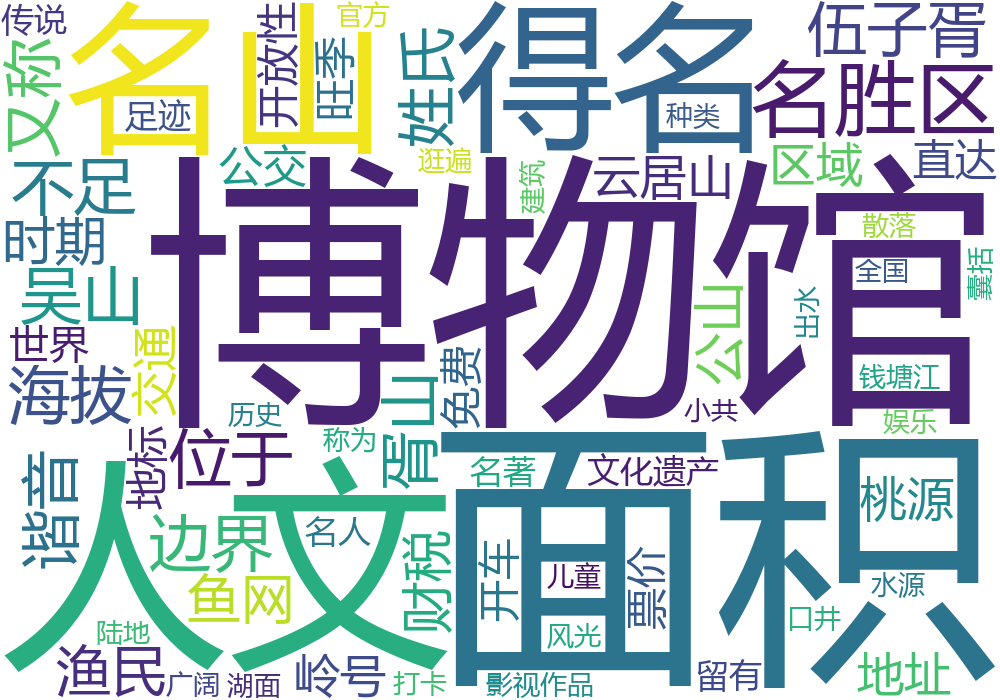 传说
名山
开放性
旺季
官方
姓氏
得名
伍子胥
又称
足迹
种类
名胜区
不足
公交
逛遍
建筑
云居山
区域
直达
时期
博物馆
散落
全国
囊括
吴山
世界
海拔
交通
公山
出水
钱塘江
历史
山
免费
小共
娱乐
地标
位于
称为
胥
名著
文化遗产
谐音
人文
面积
桃源
边界
名人
财税
开车
儿童
票价
鱼网
水源
陆地
风光
口井
渔民
广阔
湖面
岭号
打卡
影视作品
留有
地址